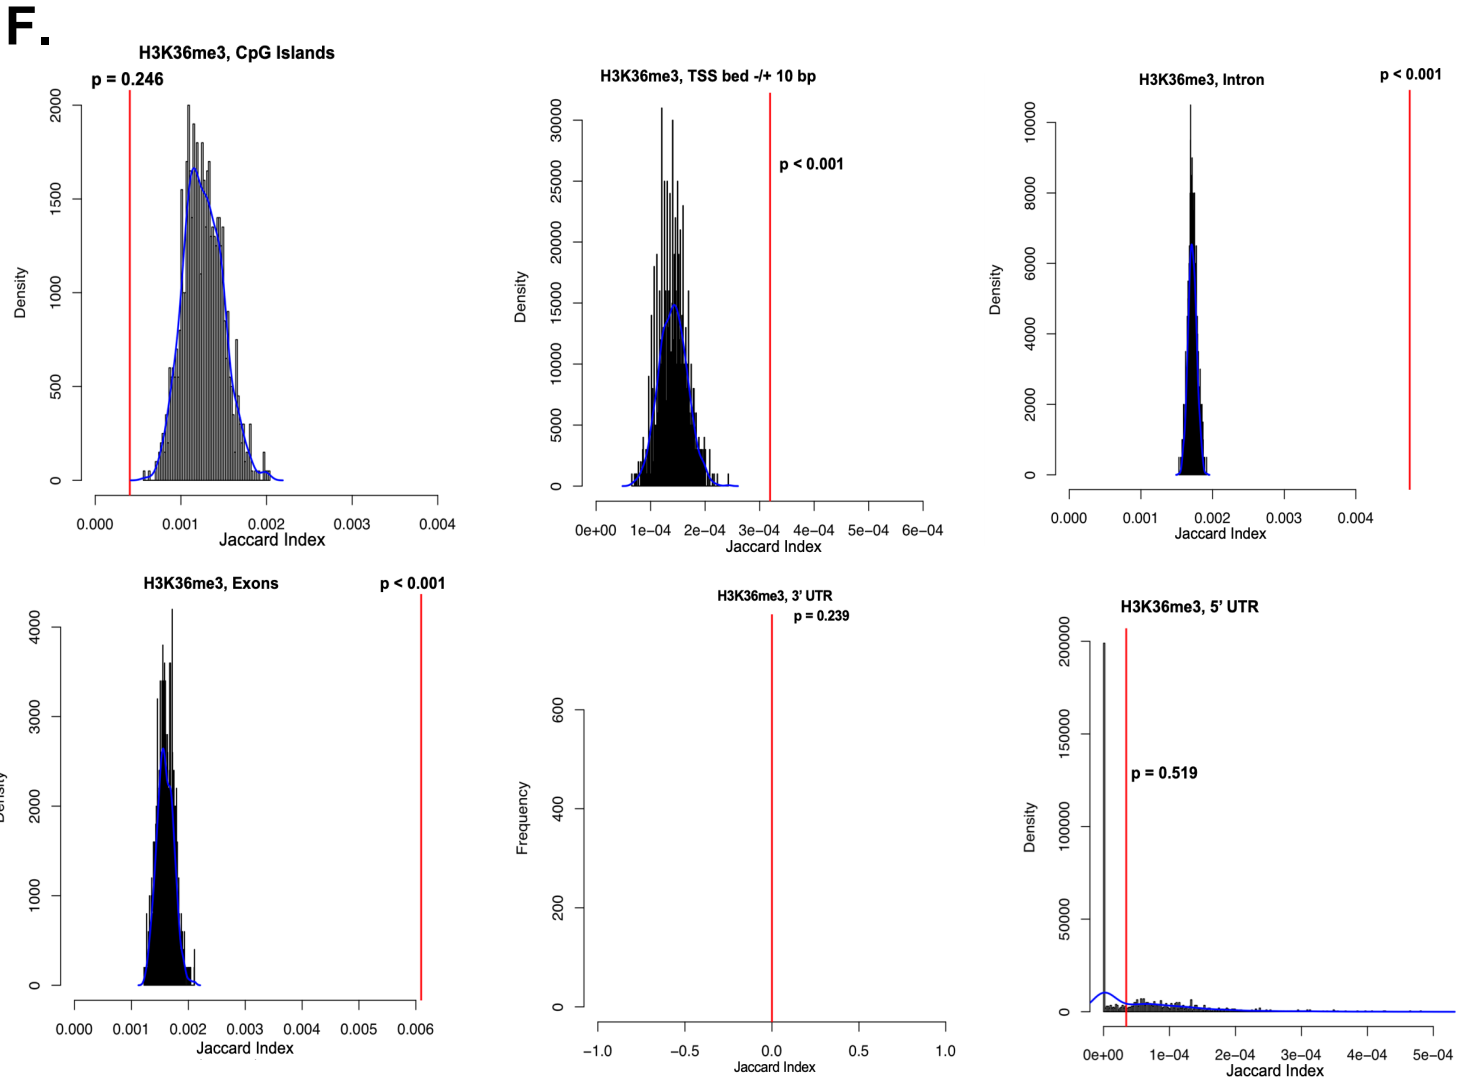 F.
H3K36me3, CpG Islands
p = 0.246
Density
0
500
1000
1500
2000
0.000 0.001 0.002 0.003 0.004
Jaccard Index
H3K36me3, TSS bed -/+ 10 bp
p < 0.001
Density
0
5000
10000
15000
20000
25000
30000
0e+00 1e−04 2e−04 3e−04 4e−04 5e−04 6e−04
Jaccard Index
H3K36me3, Intron
p < 0.001
Density
0
2000
4000
6000
8000
10000
0.000 0.001 0.002 0.003 0.004
Jaccard Index
H3K36me3, Exons
p < 0.001
Density
0
1000
2000
3000
4000
0.000 0.001 0.002 0.003 0.004 0.005 0.006
Jaccard Index
H3K36me3, 3’ UTR
p = 0.239
Frequency
0
200
400
600
−1.0 −0.5 0.0 0.5 1.0
Jaccard Index
H3K36me3, 5’ UTR
p = 0.519
Density
0
50000
100000
150000
200000
0e+00 1e−04 2e−04 3e−04 4e−04 5e−04
Jaccard Index